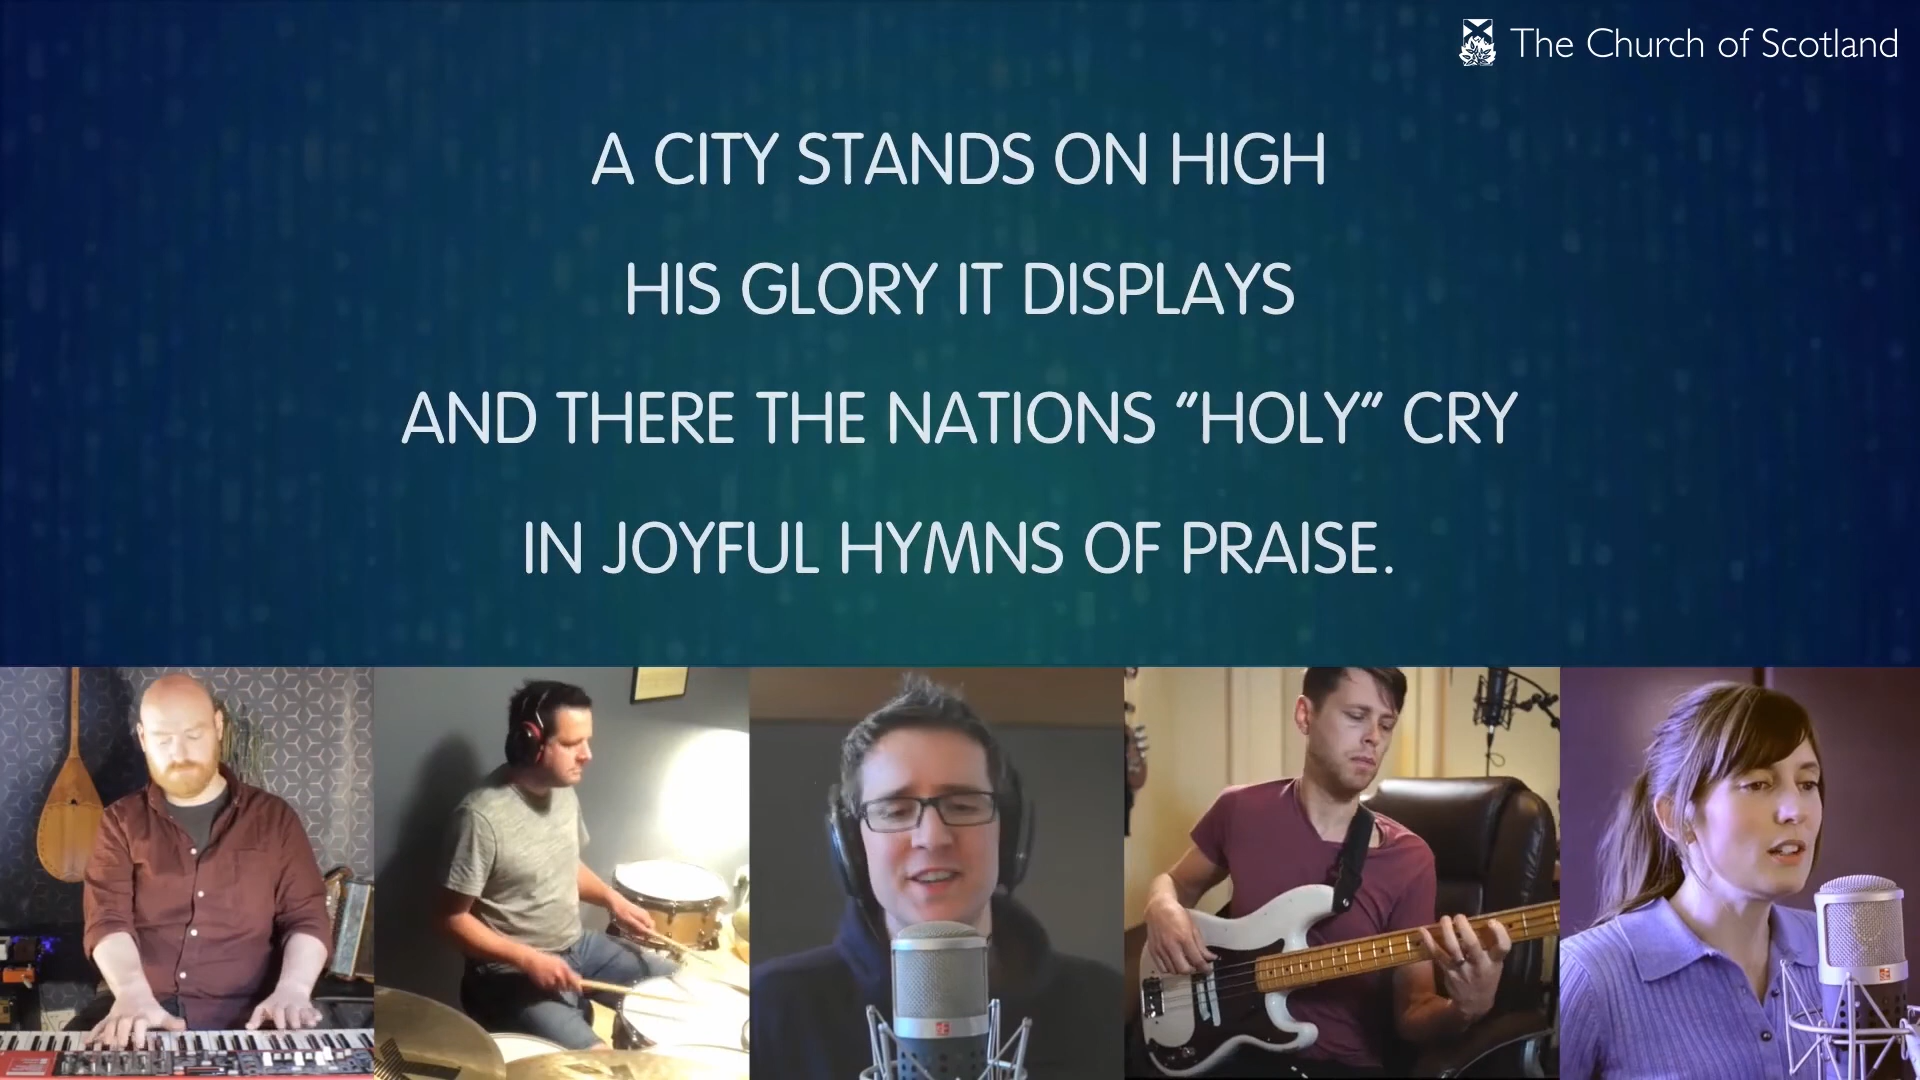 The Church of Scotland
A CITY STANDS ON HIGH
HIS GLORY IT DISPLAYS
AND THERE THE NATIONS "HOLY" CRY
IN JOYFUL HYMNS OF PRAISE.